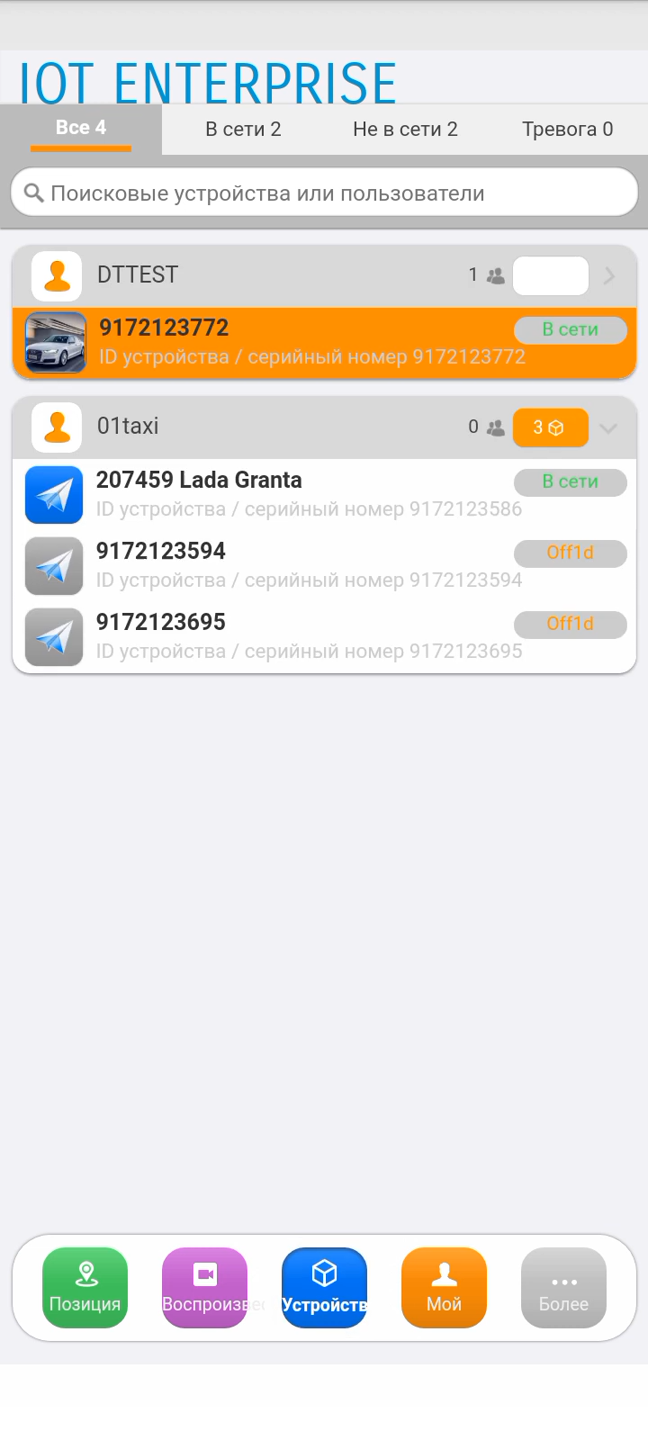 IOT ENTERPRISE
Все 4 В сети 2 Не в сети 2 Тревога 0
Поисковые устройства или пользователи
DTTEST 1
9172123772 В сети
ID устройства / серийный номер 9172123772
01taxi 0 3
207459 Lada Granta В сети
ID устройства / серийный номер 9172123586
9172123594 Off1d
ID устройства / серийный номер 9172123594
9172123695 Off1d
ID устройства / серийный номер 9172123695
Позиция Воспроизве Устройств Мой Более